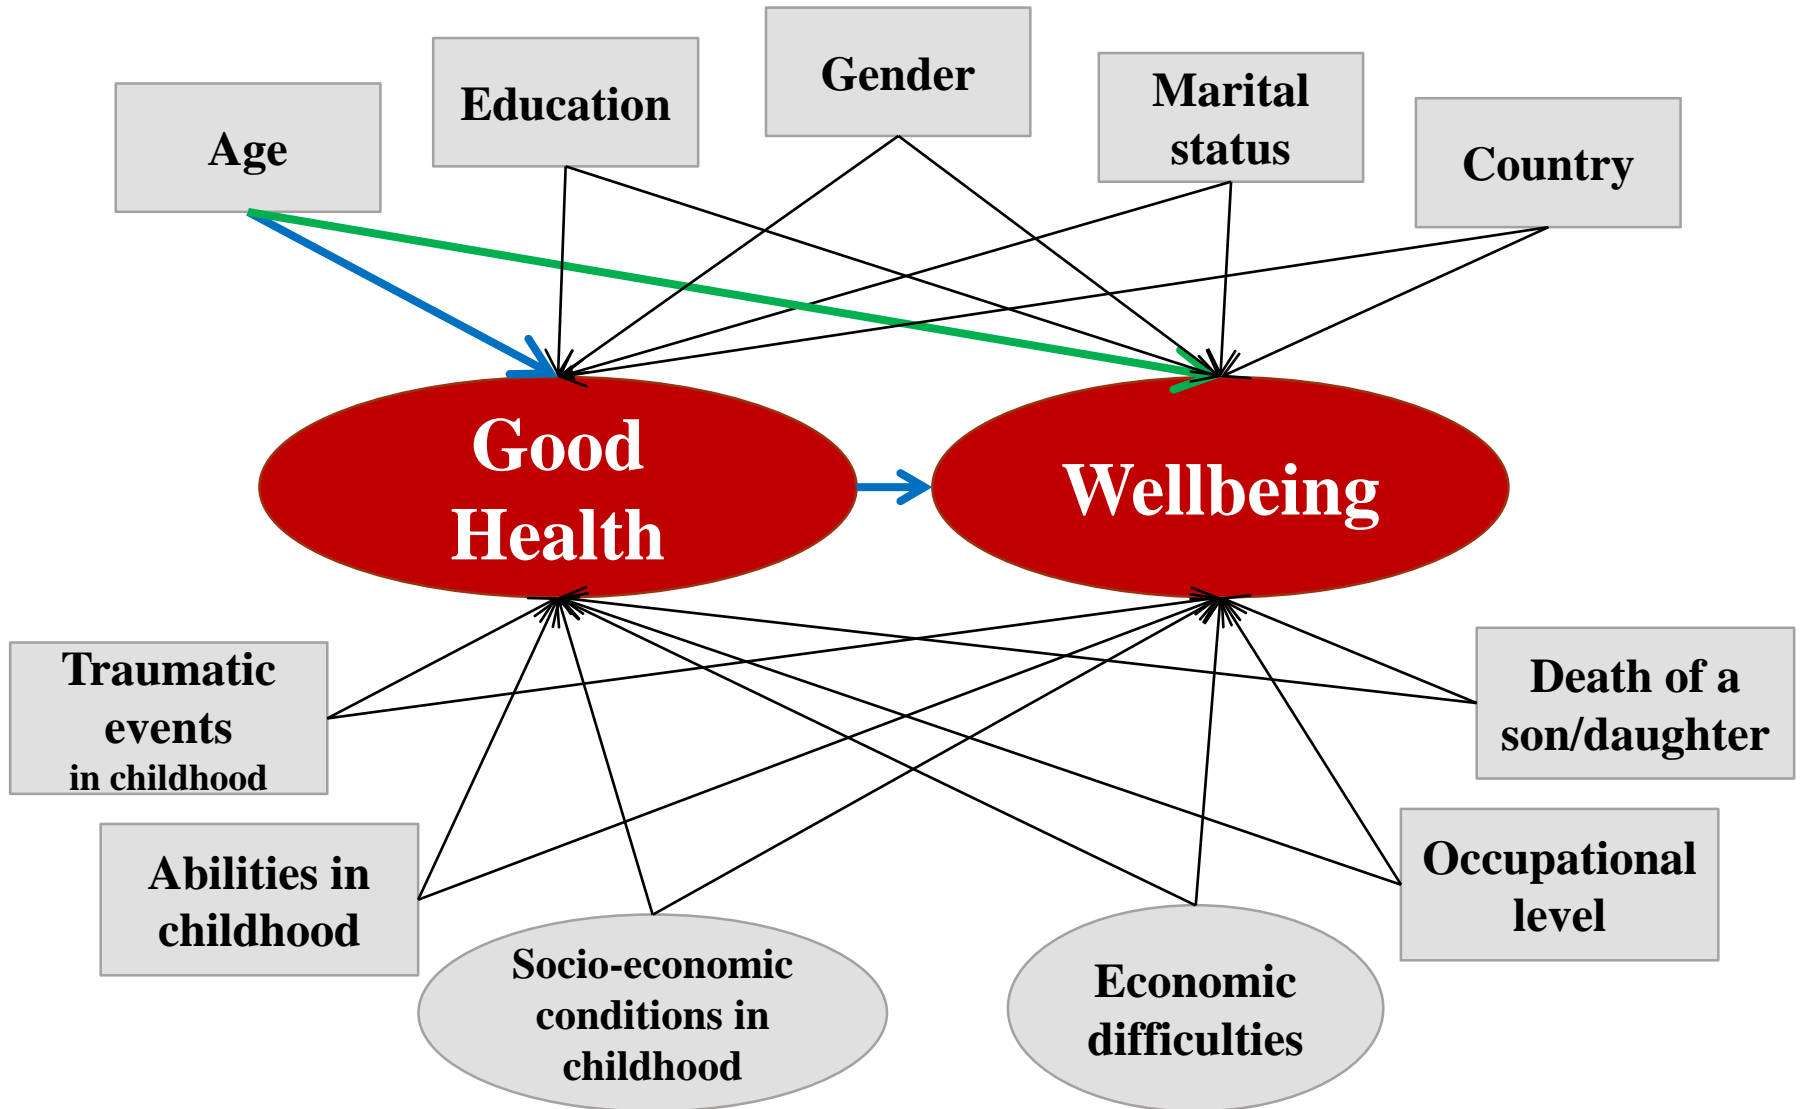 Age
Education
Gender
Marital
status
Country
Good
Health
Wellbeing
Traumatic
events
in childhood
Death of a
son/daughter
Abilities in
childhood
Occupational
level
Socio-economic
conditions in
childhood
Economic
difficulties